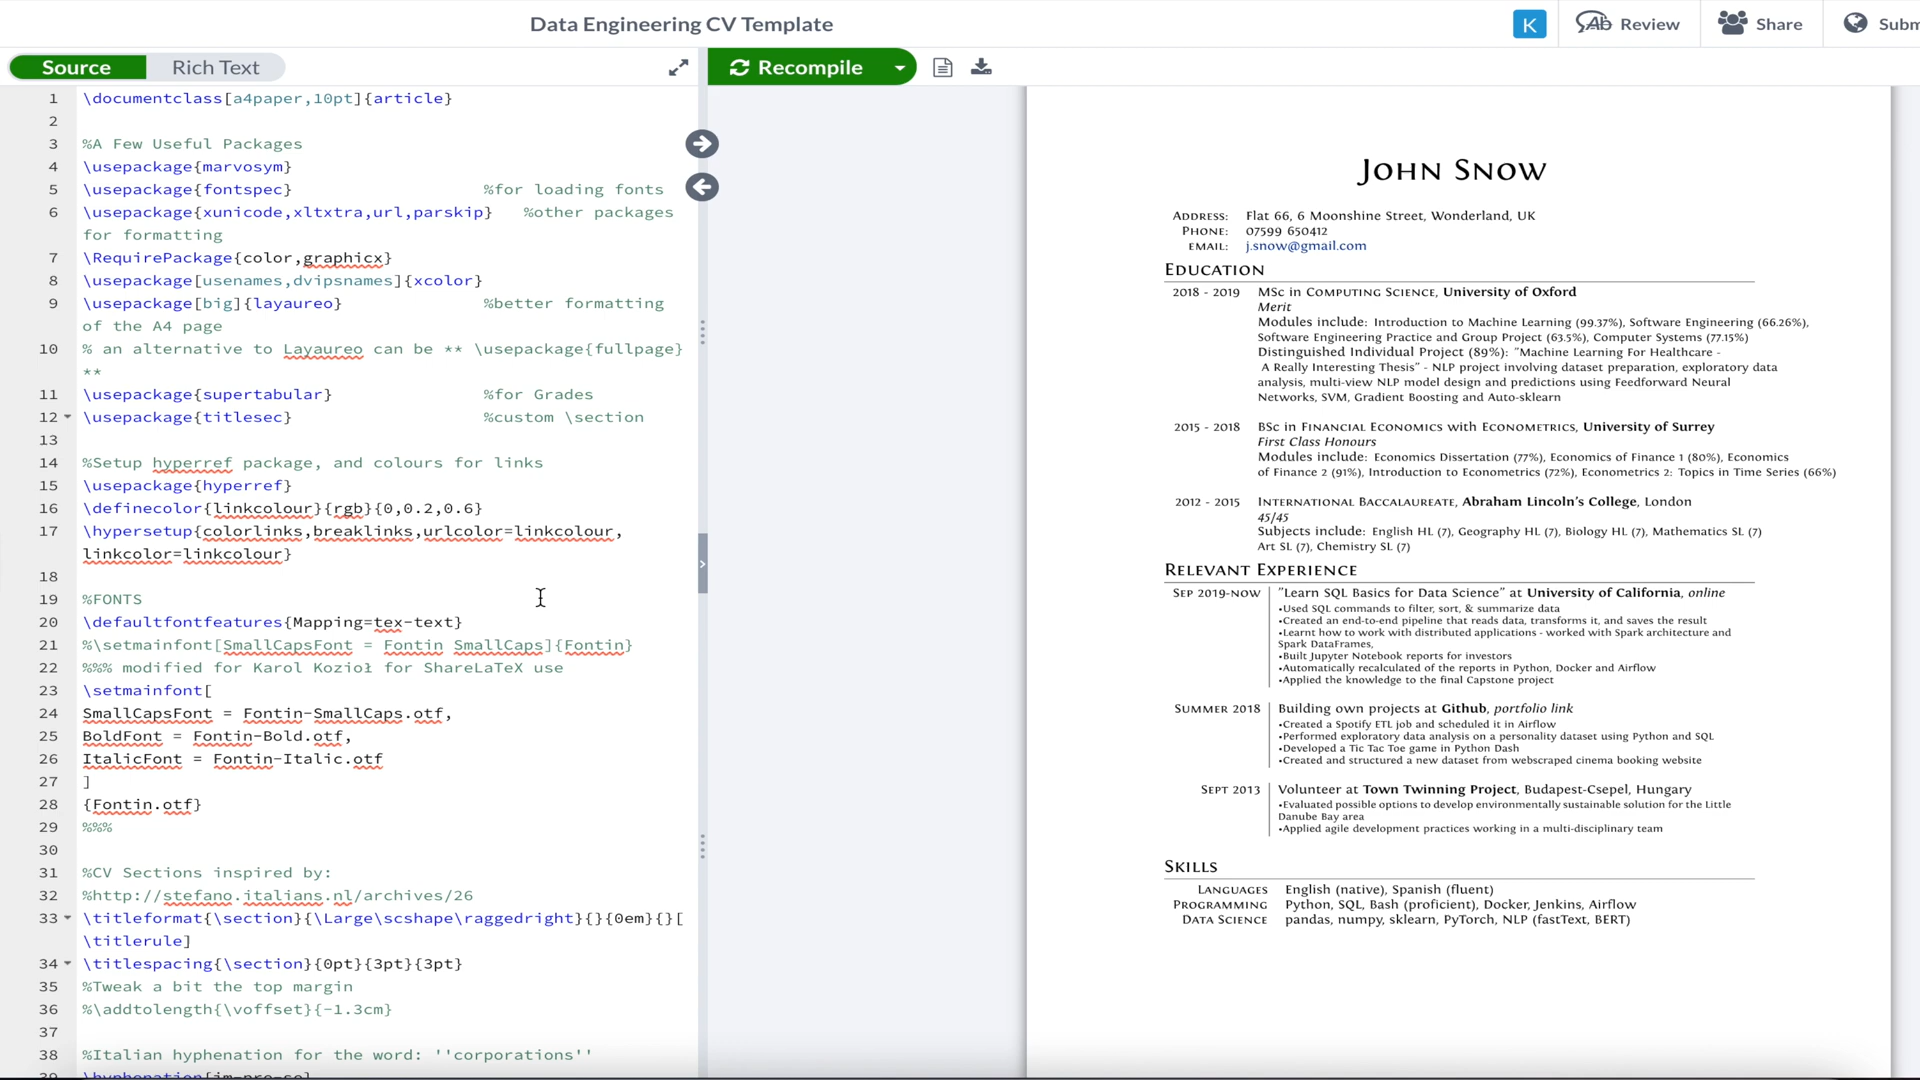 Data Engineering CV Template
K
Review
Share
Subm
Source
Rich Text
Recompile
1 \documentclass[a4paper,10pt]{article}
2
3 %A Few Useful Packages
4 \usepackage{marvosym}
5 \usepackage{fontspec} %for loading fonts
6 \usepackage{xunicode,xltxtra,url,parskip} %other packages
for formatting
7 \RequirePackage{color,graphicx}
8 \usepackage[usenames,dvipsnames]{xcolor}
9 \usepackage[big]{layaureo} %better formatting
of the A4 page
10 % an alternative to Layaureo can be ** \usepackage{fullpage}
**
11 \usepackage{supertabular} %for Grades
12 \usepackage{titlesec} %custom \section
13
14 %Setup hyperref package, and colours for links
15 \usepackage{hyperref}
16 \definecolor{linkcolour}{rgb}{0,0.2,0.6}
17 \hypersetup{colorlinks,breaklinks,urlcolor=linkcolour,
linkcolor=linkcolour}
18
19 %FONTS
20 \defaultfontfeatures{Mapping=tex-text}
21 %\setmainfont[SmallCapsFont = Fontin SmallCaps]{Fontin}
22 %%% modified for Karol Kozioł for ShareLaTeX use
23 \setmainfont[
24 SmallCapsFont = Fontin-SmallCaps.otf,
25 BoldFont = Fontin-Bold.otf,
26 ItalicFont = Fontin-Italic.otf
27 ]
28 {Fontin.otf}
29 %%%
30
31 %CV Sections inspired by:
32 %http://stefano.italians.nl/archives/26
33 \titleformat{\section}{\Large\scshape\raggedright}{}{0em}{}[
\titlerule]
34 \titlespacing{\section}{0pt}{3pt}{3pt}
35 %Tweak a bit the top margin
36 %\addtolength{\voffset}{-1.3cm}
37
38 %Italian hyphenation for the word: ''corporations''
39 \hyphenation{im-pre-se}
John Snow
Address: Flat 66, 6 Moonshine Street, Wonderland, UK
Phone: 07599 650412
email: j.snow@gmail.com
Education
2018 - 2019 MSc in Computing Science, University of Oxford
Merit
Modules include: Introduction to Machine Learning (99.37%), Software Engineering (66.26%),
Software Engineering Practice and Group Project (63.5%), Computer Systems (77.15%)
Distinguished Individual Project (89%): "Machine Learning For Healthcare -
A Really Interesting Thesis" - NLP project involving dataset preparation, exploratory data
analysis, multi-view NLP model design and predictions using Feedforward Neural
Networks, SVM, Gradient Boosting and Auto-sklearn
2015 - 2018 BSc in Financial Economics with Econometrics, University of Surrey
First Class Honours
Modules include: Economics Dissertation (77%), Economics of Finance 1 (80%), Economics
of Finance 2 (91%), Introduction to Econometrics (72%), Econometrics 2: Topics in Time Series (66%)
2012 - 2015 International Baccalaureate, Abraham Lincoln's College, London
45/45
Subjects include: English HL (7), Geography HL (7), Biology HL (7), Mathematics SL (7)
Art SL (7), Chemistry SL (7)
Relevant Experience
Sep 2019-now "Learn SQL Basics for Data Science" at University of California, online
•Used SQL commands to filter, sort, & summarize data
•Created an end-to-end pipeline that reads data, transforms it, and saves the result
•Learnt how to work with distributed applications - worked with Spark architecture and
Spark DataFrames,
•Built Jupyter Notebook reports for investors
•Automatically recalculated of the reports in Python, Docker and Airflow
•Applied the knowledge to the final Capstone project
Summer 2018 Building own projects at Github, portfolio link
•Created a Spotify ETL job and scheduled it in Airflow
•Performed exploratory data analysis on a personality dataset using Python and SQL
•Developed a Tic Tac Toe game in Python Dash
•Created and structured a new dataset from webscraped cinema booking website
Sept 2013 Volunteer at Town Twinning Project, Budapest-Csepel, Hungary
•Evaluated possible options to develop environmentally sustainable solution for the Little
Danube Bay area
•Applied agile development practices working in a multi-disciplinary team
Skills
Languages English (native), Spanish (fluent)
Programming Python, SQL, Bash (proficient), Docker, Jenkins, Airflow
Data Science pandas, numpy, sklearn, PyTorch, NLP (fastText, BERT)